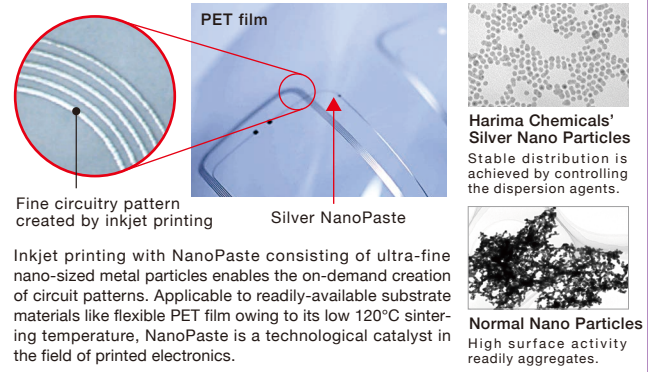 PET film
Fine circuitry pattern
created by inkjet printing
Silver NanoPaste
Inkjet printing with NanoPaste consisting of ultra-fine
nano-sized metal particles enables the on-demand creation
of circuit patterns. Applicable to readily-available substrate
materials like flexible PET film owing to its low 120°C sinter-
ing temperature, NanoPaste is a technological catalyst in
the field of printed electronics.
Harima Chemicals'
Silver Nano Particles
Stable distribution is
achieved by controlling
the dispersion agents.
Normal Nano Particles
High surface activity
readily aggregates.